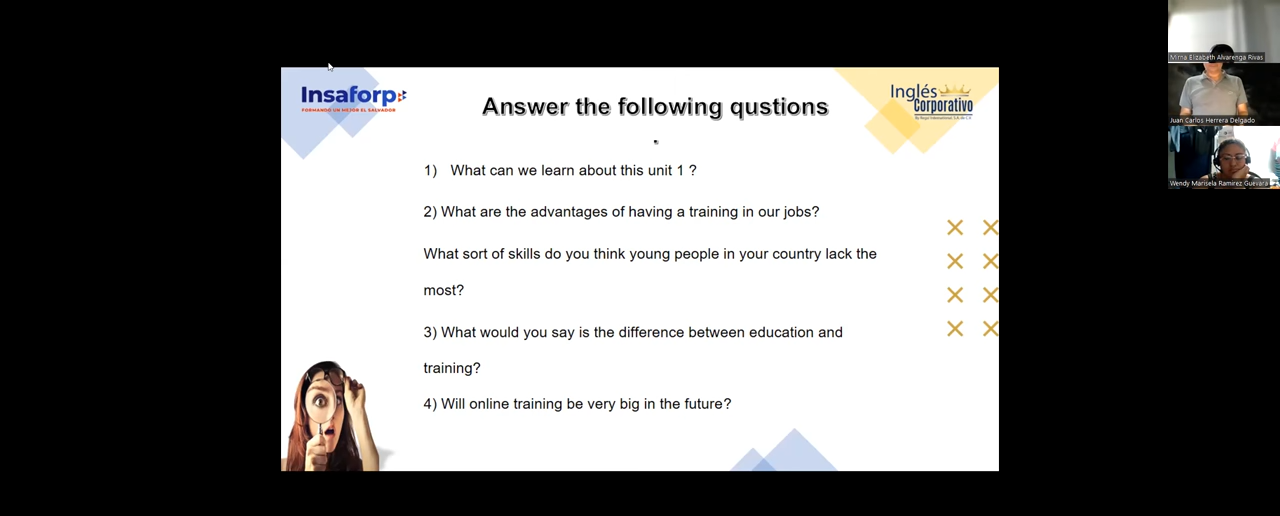 Insaforp
FORMANDO UN MEJOR EL SALVADOR
Answer the following qustions
Inglés
Corporativo
1) What can we learn about this unit 1 ?
2) What are the advantages of having a training in our jobs?
What sort of skills do you think young people in your country lack the
most?
3) What would you say is the difference between education and
training?
4) Will online training be very big in the future?
Mirna Elizabeth Alvarenga Rivas
Juan Carlos Herrera Delgado
Wendy Marisela Ramirez Guevara